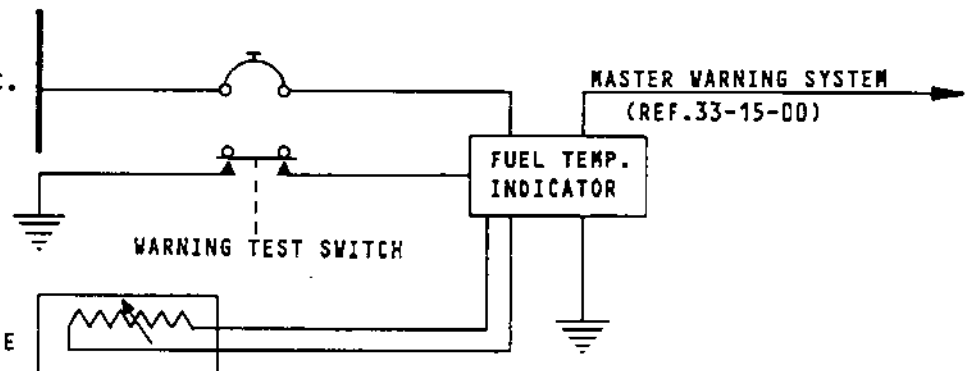 C.
MASTER WARNING SYSTEM
(REF.33-15-00)
FUEL TEMP.
INDICATOR
WARNING TEST SWITCH
E